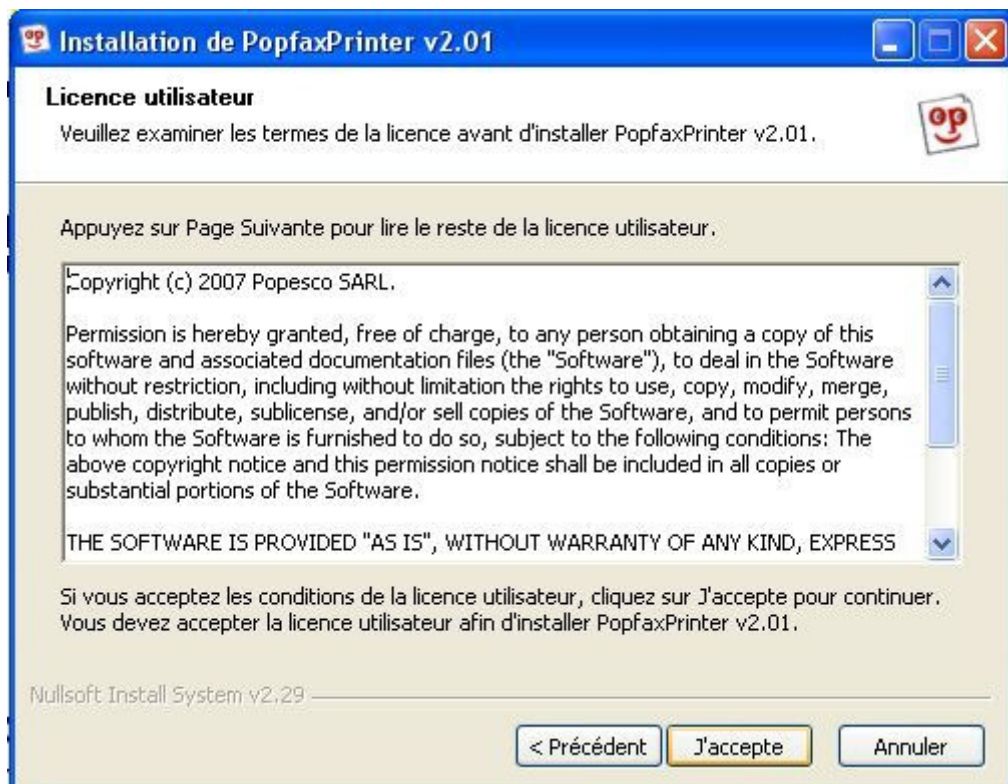 Installation de PopfaxPrinter v2.01
Licence utilisateur
Veuillez examiner les termes de la licence avant d'installer PopfaxPrinter v2.01.
op
Appuyez sur Page Suivante pour lire le reste de la licence utilisateur.
Copyright (c) 2007 Popesco SARL.
Permission is hereby granted, free of charge, to any person obtaining a copy of this
software and associated documentation files (the "Software"), to deal in the Software
without restriction, including without limitation the rights to use, copy, modify, merge,
publish, distribute, sublicense, and/or sell copies of the Software, and to permit persons
to whom the Software is furnished to do so, subject to the following conditions: The
above copyright notice and this permission notice shall be included in all copies or
substantial portions of the Software.
THE SOFTWARE IS PROVIDED "AS IS", WITHOUT WARRANTY OF ANY KIND, EXPRESS
Si vous acceptez les conditions de la licence utilisateur, cliquez sur J'accepte pour continuer.
Vous devez accepter la licence utilisateur afin d'installer PopfaxPrinter v2.01.
Nullsoft Install System v2.29
< Précédent
J'accepte
Annuler